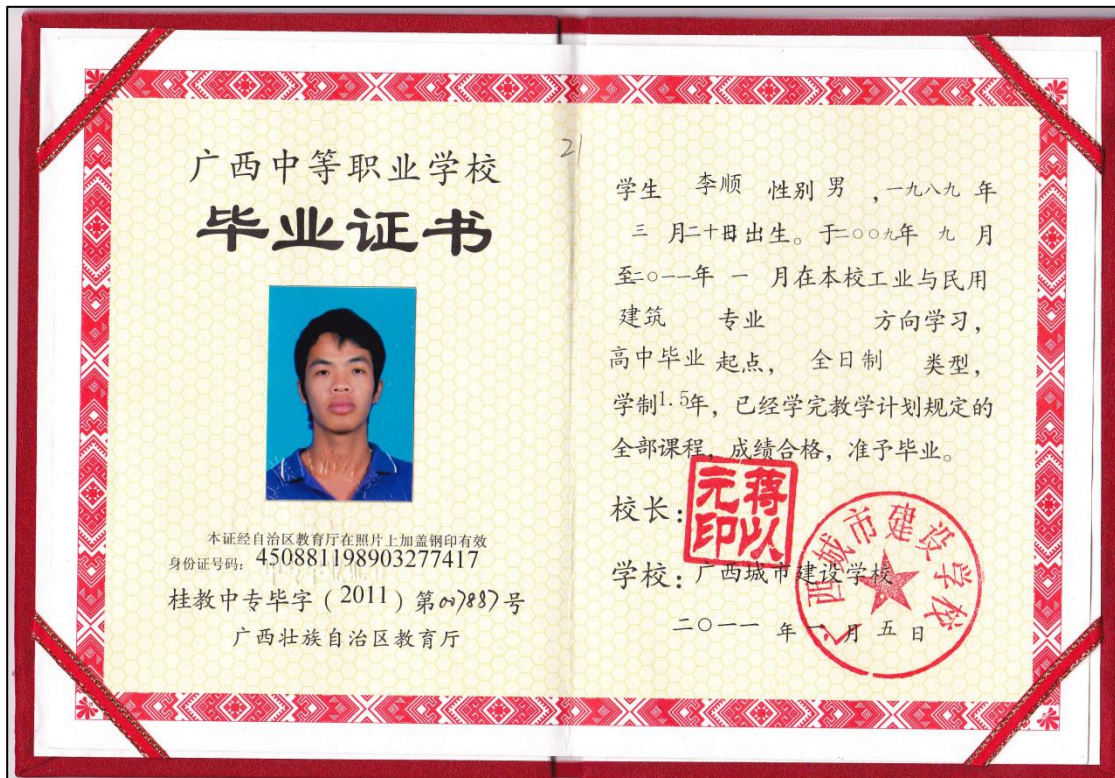 广西中等职业学校
毕业证书
本证经自治区教育厅在照片上加盖钢印有效
身份证号码：450881198903277417
桂教中专毕字（2011）第007887号
广西壮族自治区教育厅
21
学生 李顺 性别 男 ，一九八九 年
三 月二十日出生。于二〇〇九年 九 月
至二〇一一年 一 月在本校工业与民用
建筑 专业 方向学习，
高中毕业 起点， 全日制 类型，
学制1.5年，已经学完教学计划规定的
全部课程，成绩合格，准予毕业。
校长：
蒋以元印
学校：广西城市建设学校
广西城市建设学校
二〇一一 年 一 月 五 日